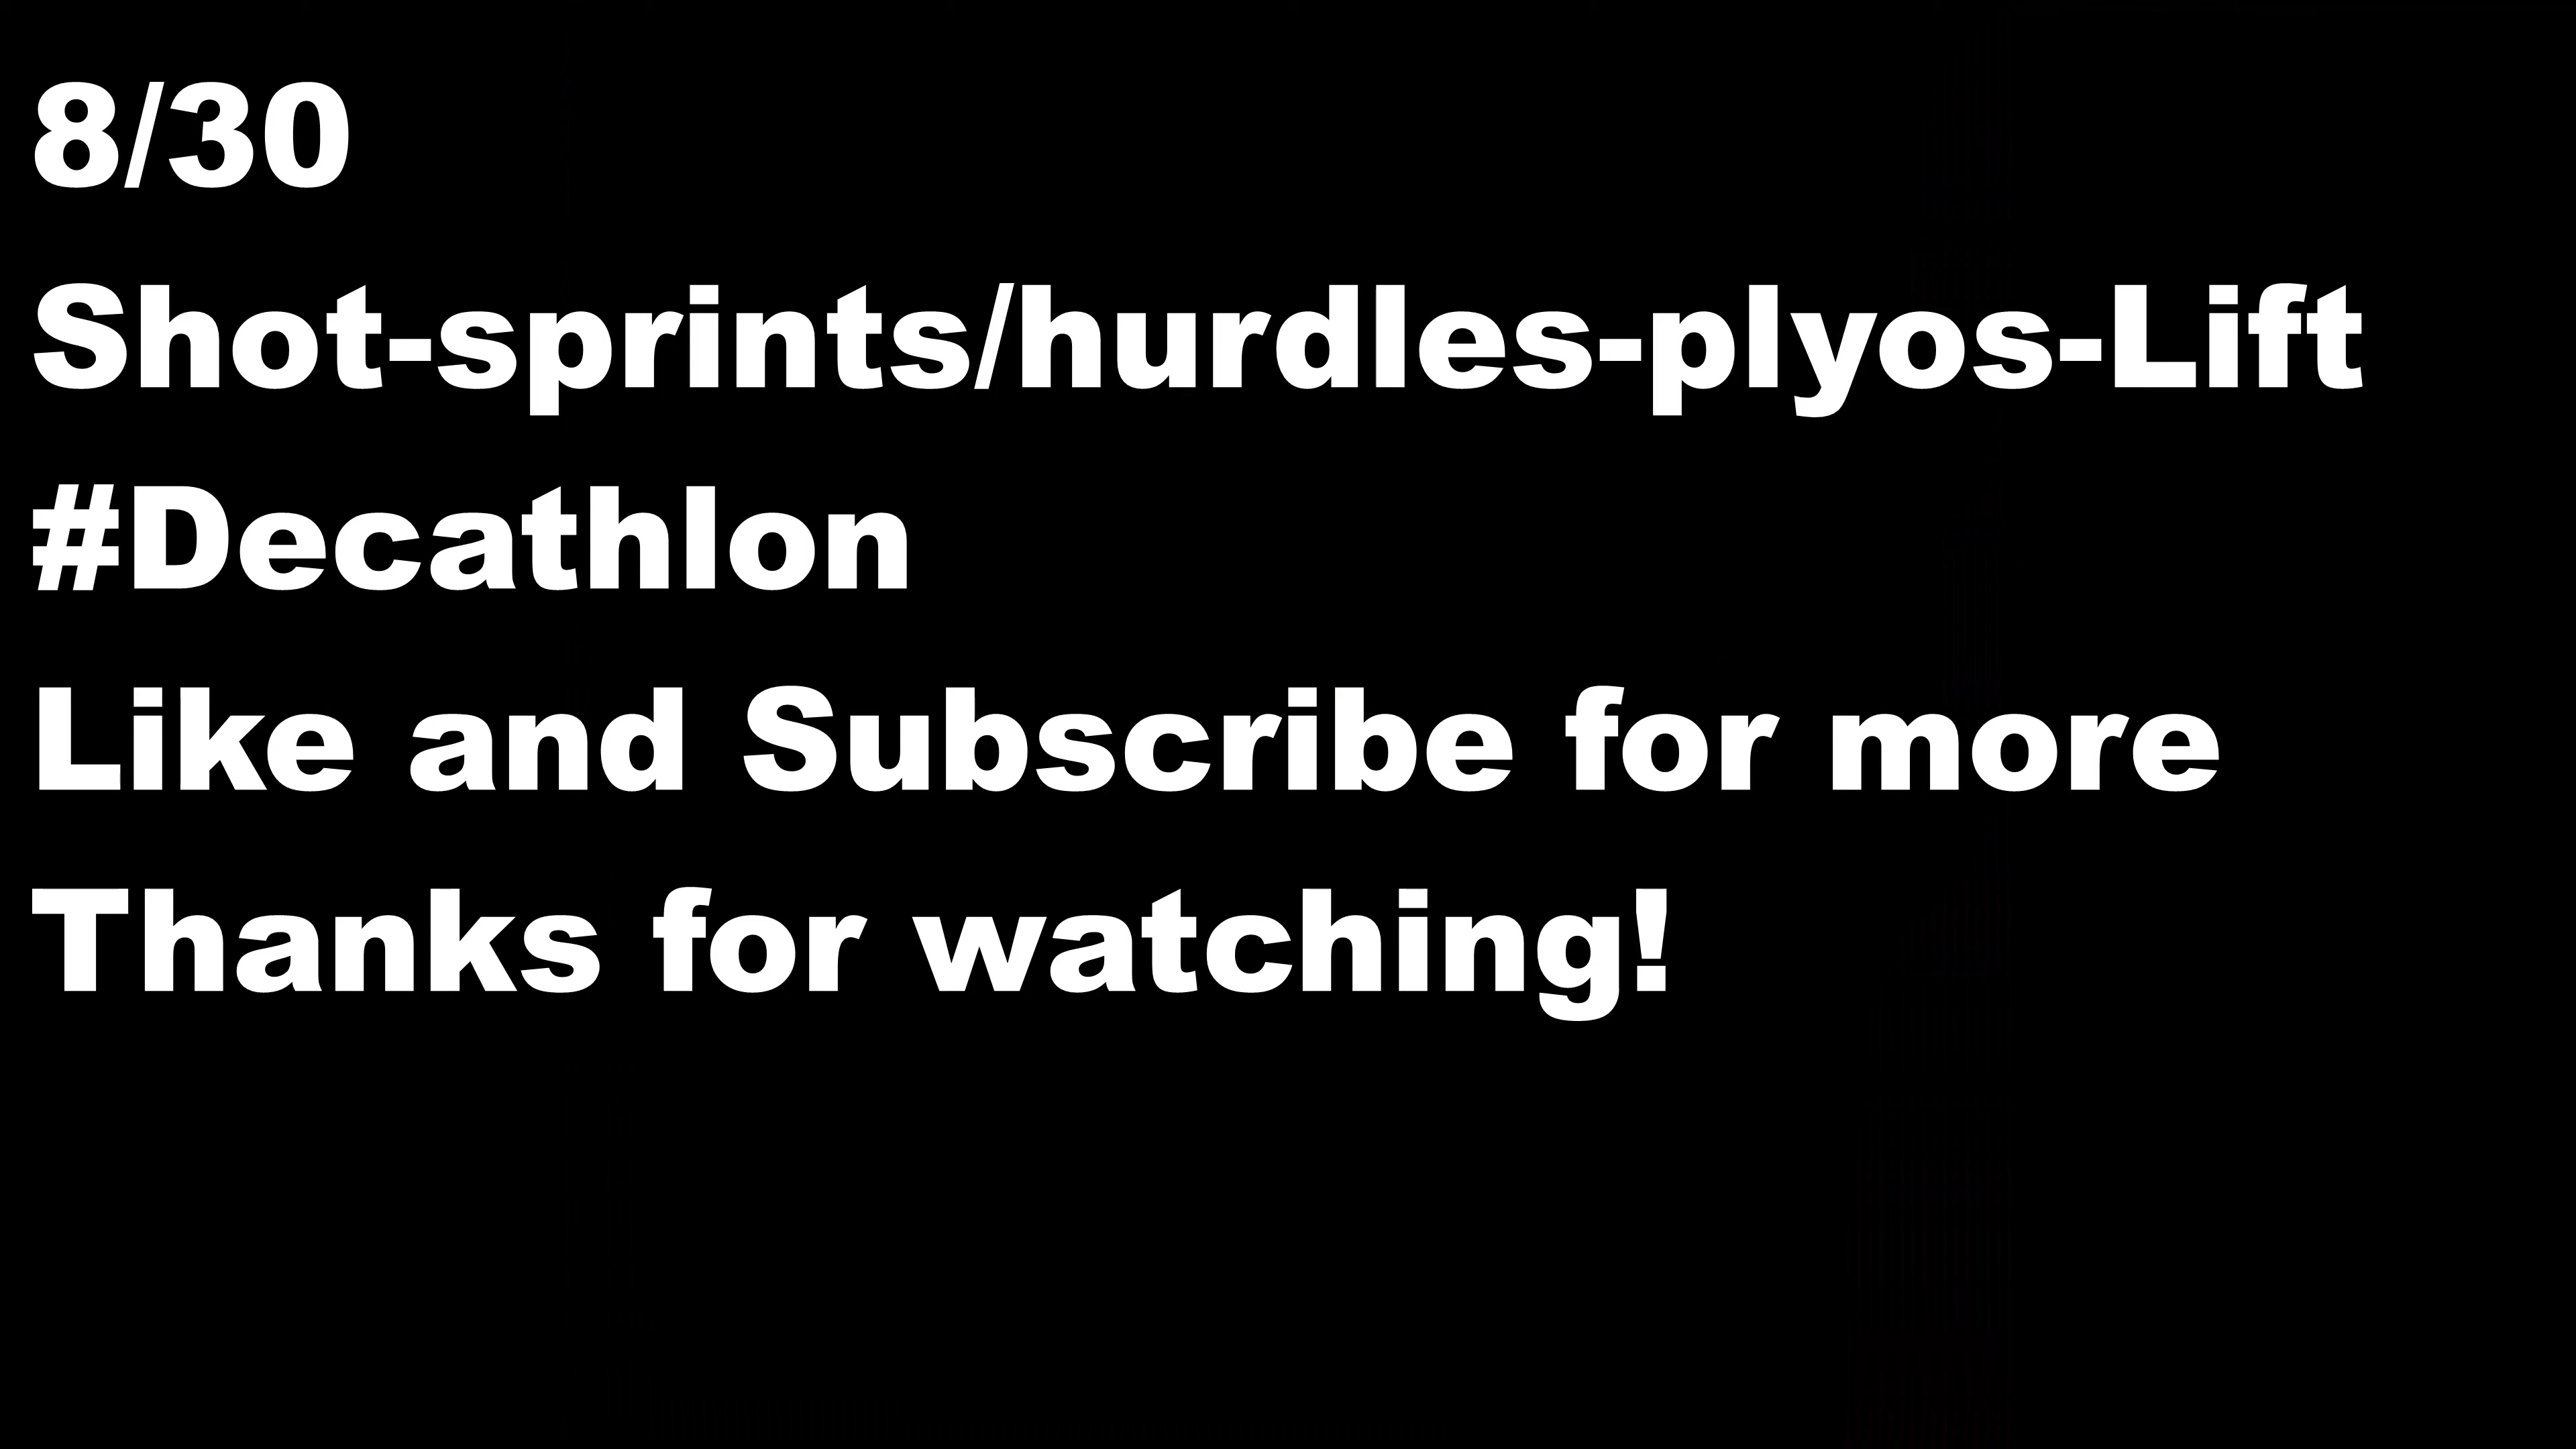 8/30
Shot-sprints/hurdles-plyos-Lift
#Decathlon
Like and Subscribe for more
Thanks for watching!